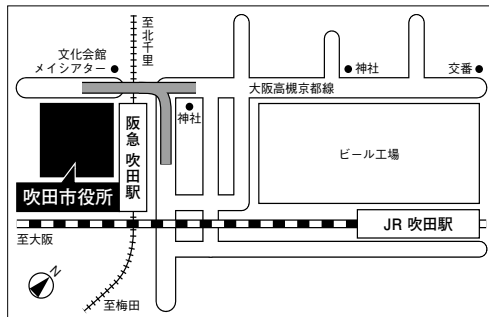 至北千里
文化会館
メイシアター
神社
交番
大阪高槻京都線
神社
阪急 吹田駅
ビール工場
吹田市役所
JR 吹田駅
至大阪
N
至梅田